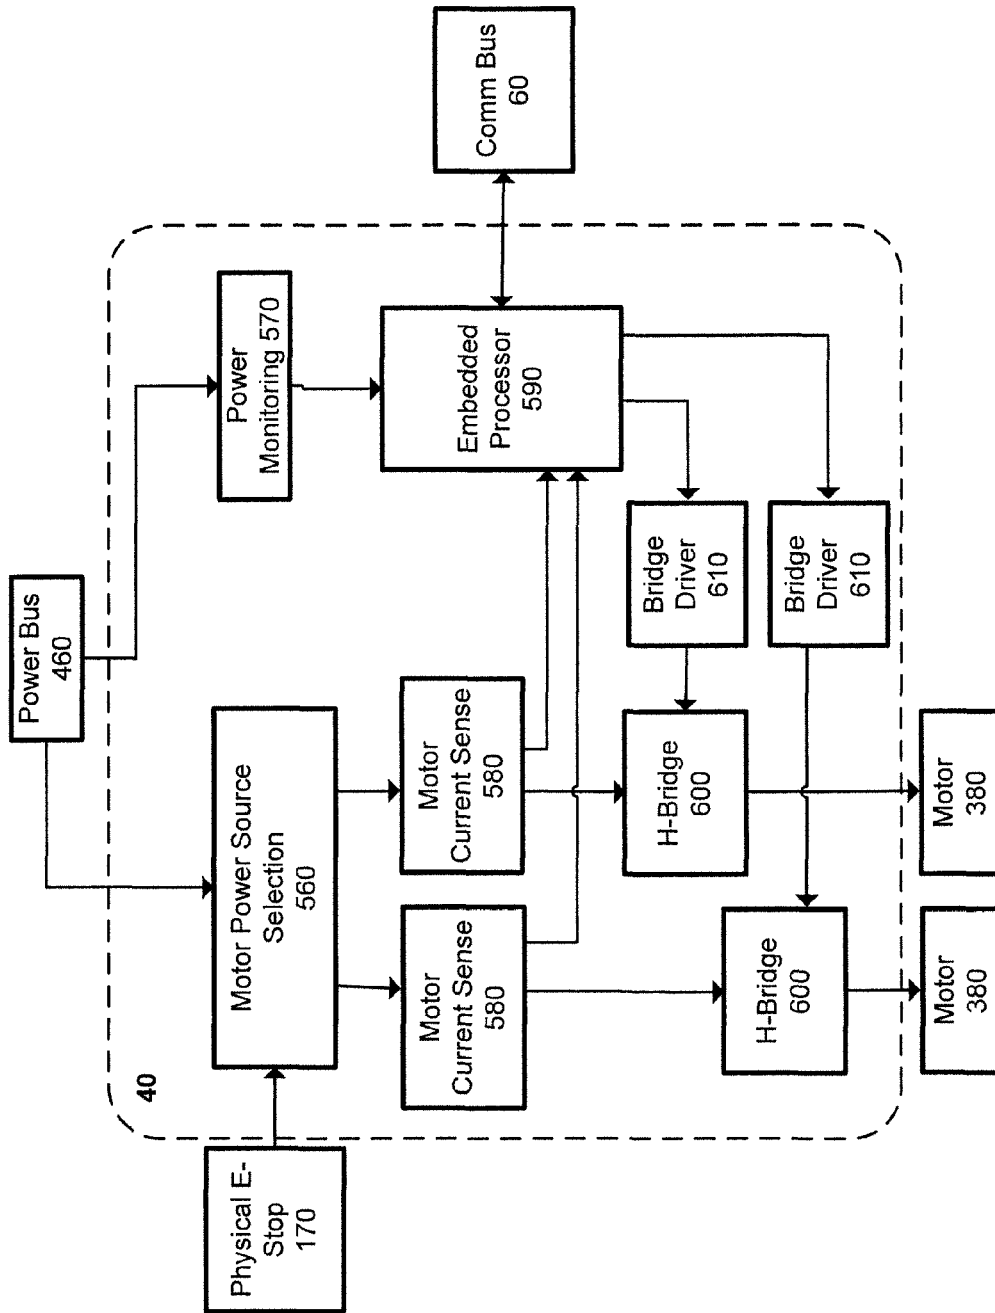 Power Bus
460
Comm Bus
60
40
Physical E-
Stop
170
Motor Power Source
Selection
560
Power
Monitoring 570
Motor
Current Sense
580
Motor
Current Sense
580
Embedded
Processor
590
H-Bridge
600
H-Bridge
600
Bridge
Driver
610
Bridge
Driver
610
Motor
380
Motor
380